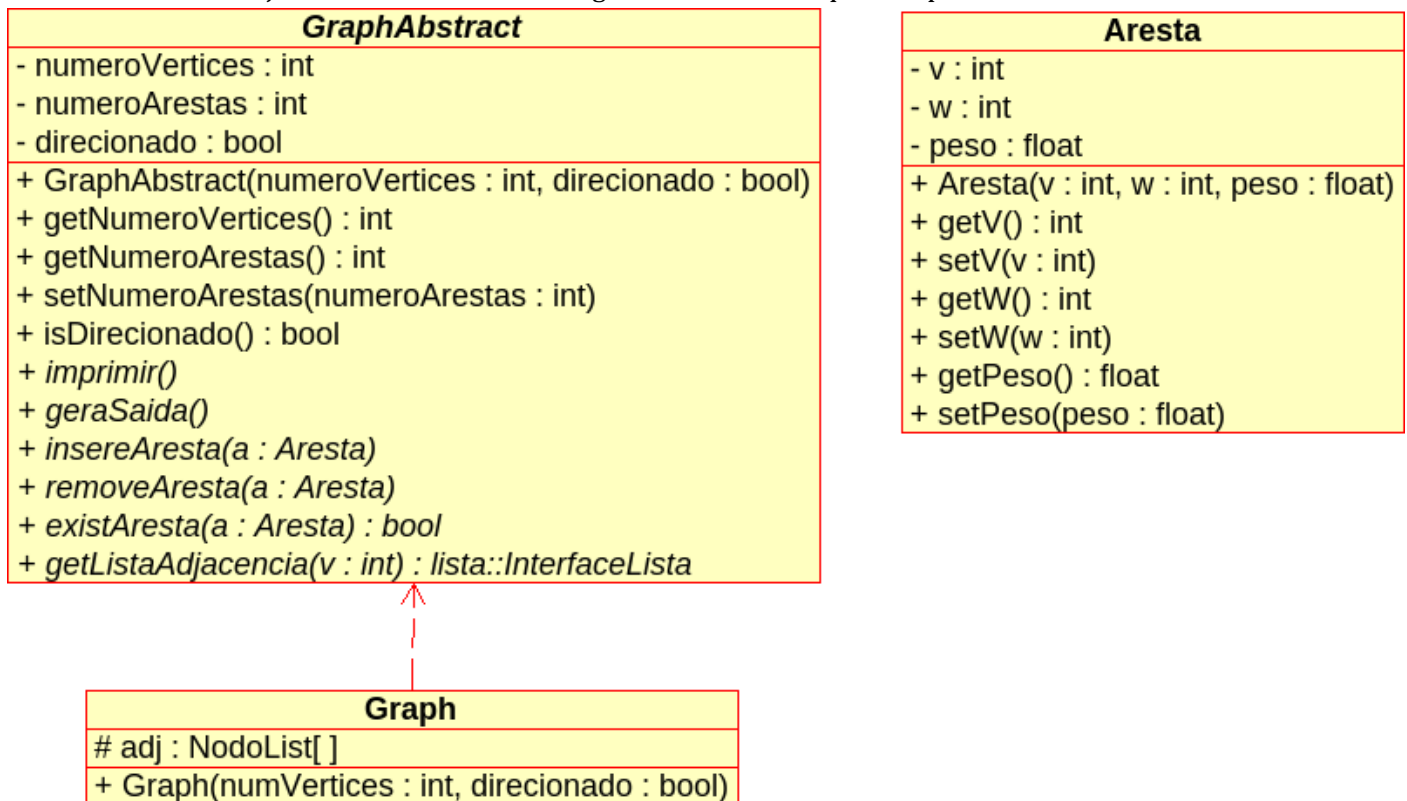 GraphAbstract
- numeroVertices : int
- numeroArestas : int
- direcionado : bool
+ GraphAbstract(numeroVertices : int, direcionado : bool)
+ getNumeroVertices() : int
+ getNumeroArestas() : int
+ setNumeroArestas(numeroArestas : int)
+ isDirecionado() : bool
+ imprimir()
+ geraSaida()
+ insereAresta(a : Aresta)
+ removeAresta(a : Aresta)
+ existAresta(a : Aresta) : bool
+ getListaAdjacencia(v : int) : lista::InterfaceLista
Aresta
- v : int
- w : int
- peso : float
+ Aresta(v : int, w : int, peso : float)
+ getV() : int
+ setV(v : int)
+ getW() : int
+ setW(w : int)
+ getPeso() : float
+ setPeso(peso : float)
Graph
# adj : NodoList[ ]
+ Graph(numVertices : int, direcionado : bool)